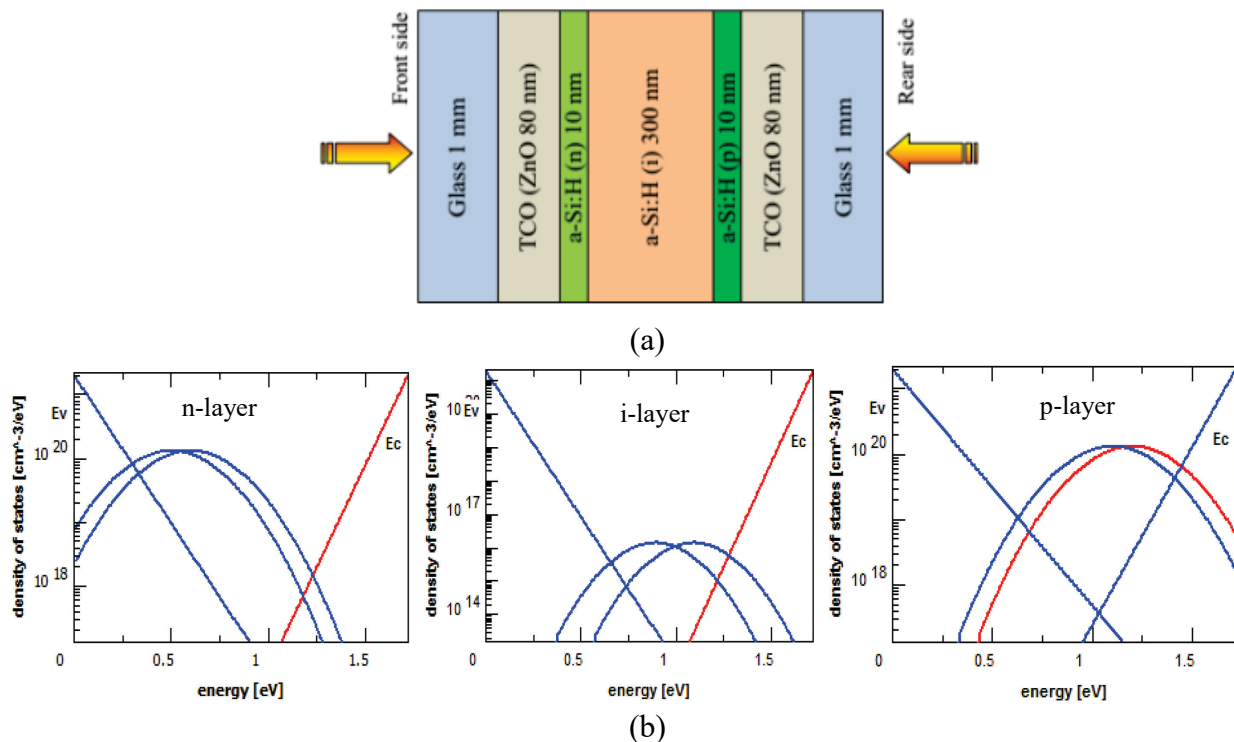 Front side
Glass 1 mm
TCO (ZnO 80 nm)
a-Si:H (n) 10 nm
a-Si:H (i) 300 nm
a-Si:H (p) 10 nm
TCO (ZnO 80 nm)
Glass 1 mm
Rear side
(a)
density of states [cm^-3/eV]
Ev
n-layer
Ec
10 20
10 18
0
0.5
1
1.5
energy [eV]
density of states [cm^-3/eV]
10 20
Ev
i-layer
Ec
10 17
10 14
0
0.5
1
1.5
energy [eV]
density of states [cm^-3/eV]
Ev
p-layer
Ec
10 20
10 18
0
0.5
1
1.5
energy [eV]
(b)